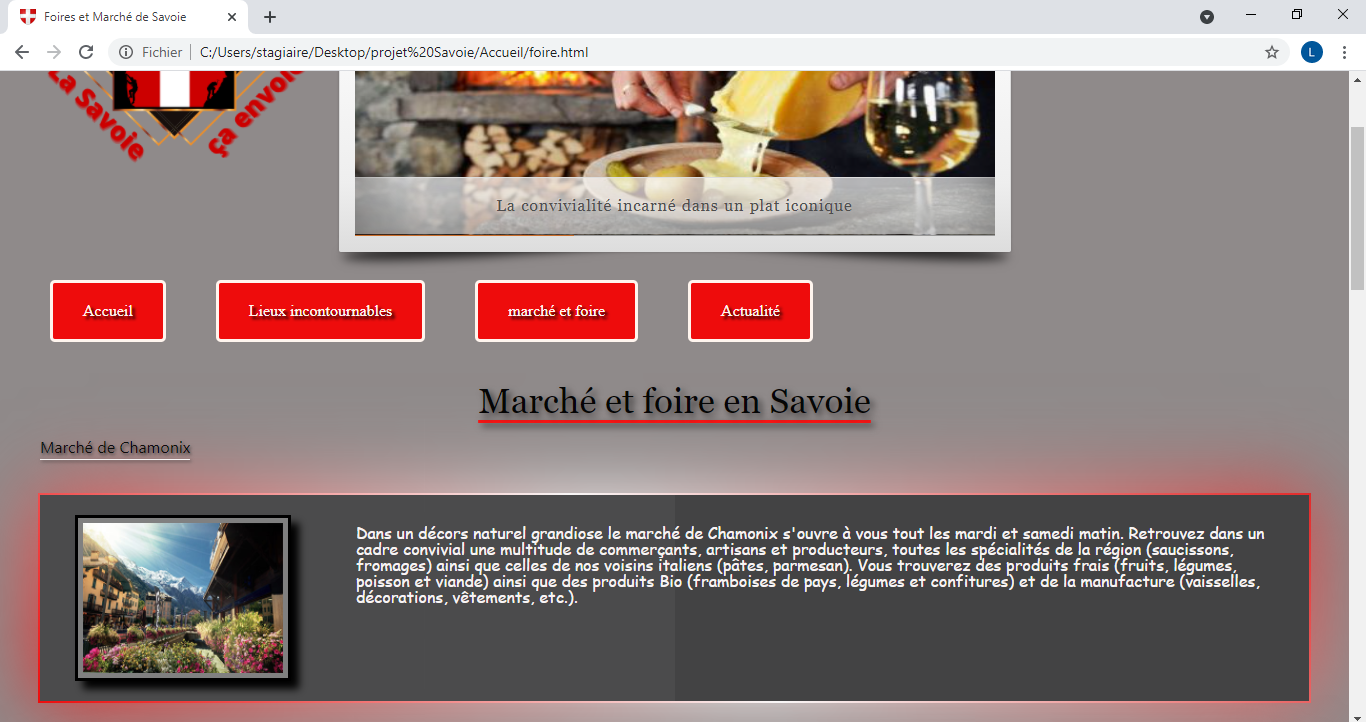 Foires et Marché de Savoie
Fichier
C:/Users/stagiaire/Desktop/projet%20Savoie/Accueil/foire.html
L
La Savoie
ça envoie
La convivialité incarné dans un plat iconique
Accueil
Lieux incontournables
marché et foire
Actualité
Marché et foire en Savoie
Marché de Chamonix
Dans un décors naturel grandiose le marché de Chamonix s'ouvre à vous tout les mardi et samedi matin. Retrouvez dans un
cadre convivial une multitude de commerçants, artisans et producteurs, toutes les spécialités de la région (saucissons,
fromages) ainsi que celles de nos voisins italiens (pâtes, parmesan). Vous trouverez des produits frais (fruits, légumes,
poisson et viande) ainsi que des produits Bio (framboises de pays, légumes et confitures) et de la manufacture (vaisselles,
décorations, vêtements, etc.).